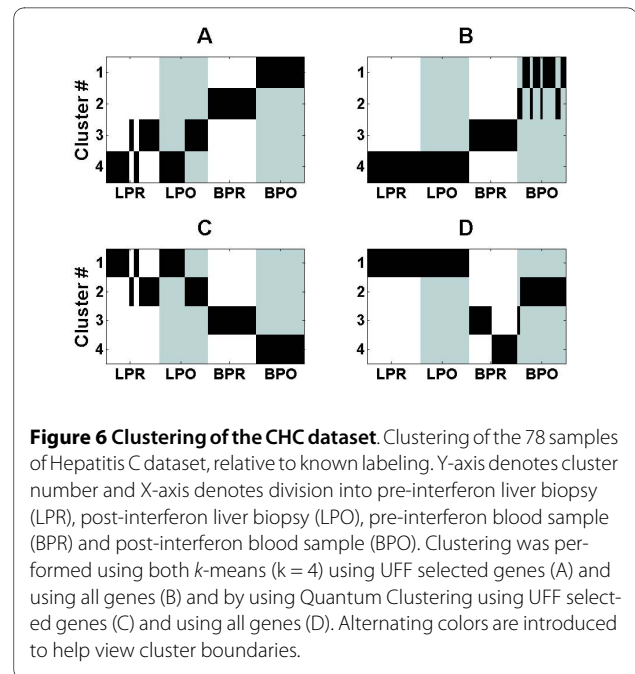 A
B
Cluster #
1
2
3
4
1
2
3
4
LPR LPO BPR BPO
LPR LPO BPR BPO
C
D
Cluster #
1
2
3
4
1
2
3
4
LPR LPO BPR BPO
LPR LPO BPR BPO
Figure 6 Clustering of the CHC dataset. Clustering of the 78 samples
of Hepatitis C dataset, relative to known labeling. Y-axis denotes cluster
number and X-axis denotes division into pre-interferon liver biopsy
(LPR), post-interferon liver biopsy (LPO), pre-interferon blood sample
(BPR) and post-interferon blood sample (BPO). Clustering was per-
formed using both k-means (k = 4) using UFF selected genes (A) and
using all genes (B) and by using Quantum Clustering using UFF select-
ed genes (C) and using all genes (D). Alternating colors are introduced
to help view cluster boundaries.